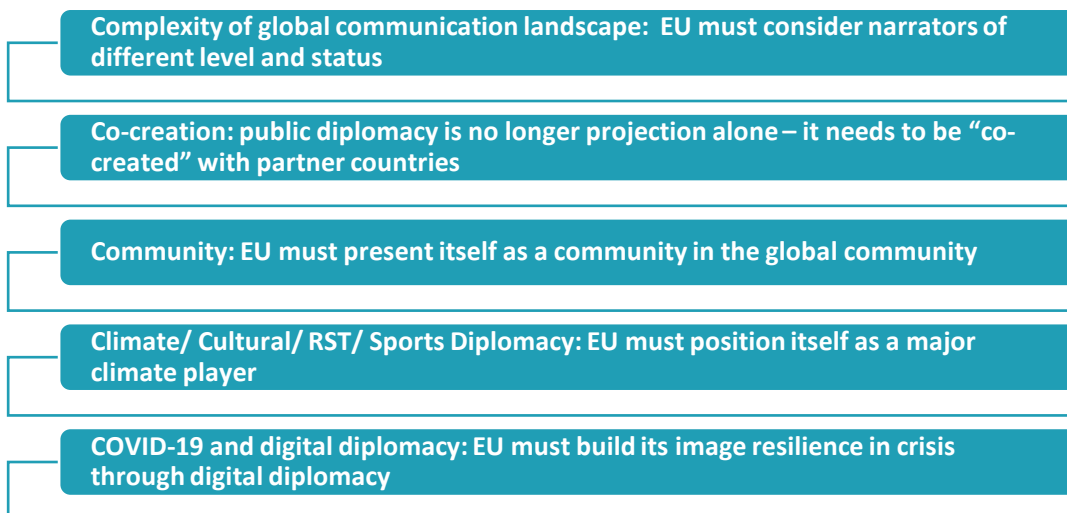 Complexity of global communication landscape:  EU must consider narrators of
different level and status
Co-creation: public diplomacy is no longer projection alone – it needs to be “co-
created” with partner countries
Community: EU must present itself as a community in the global community
Climate/ Cultural/ RST/ Sports Diplomacy: EU must position itself as a major
climate player
COVID-19 and digital diplomacy: EU must build its image resilience in crisis
through digital diplomacy